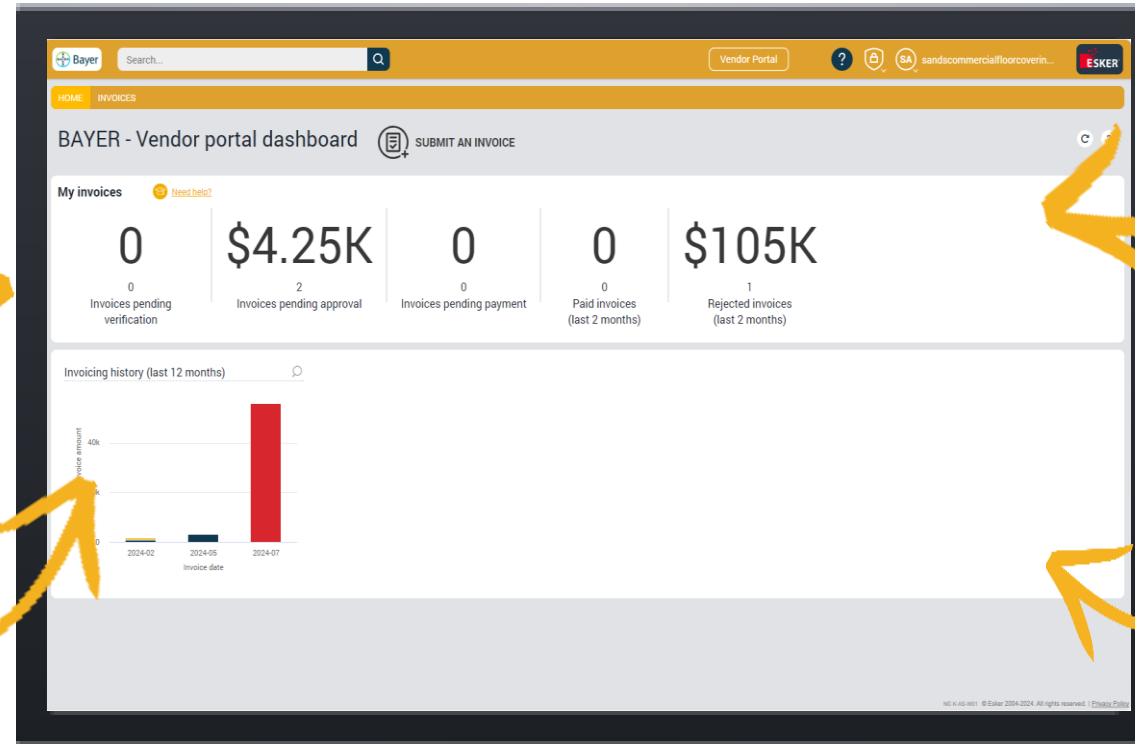 Bayer Search... Vendor Portal ? SA sandscommercialfloorcoverin... ESKER
HOME INVOICES
BAYER - Vendor portal dashboard SUBMIT AN INVOICE
My invoices Need help?
0 $4.25K 0 0 $105K
0 2 0 0 1
Invoices pending verification
Invoices pending approval
Invoices pending payment
Paid invoices
(last 2 months)
Rejected invoices
(last 2 months)
Invoicing history (last 12 months)
40k
0
2024-02 2024-05 2024-07
Invoice date
© Esker 2004-2024. All rights reserved. | Privacy Policy